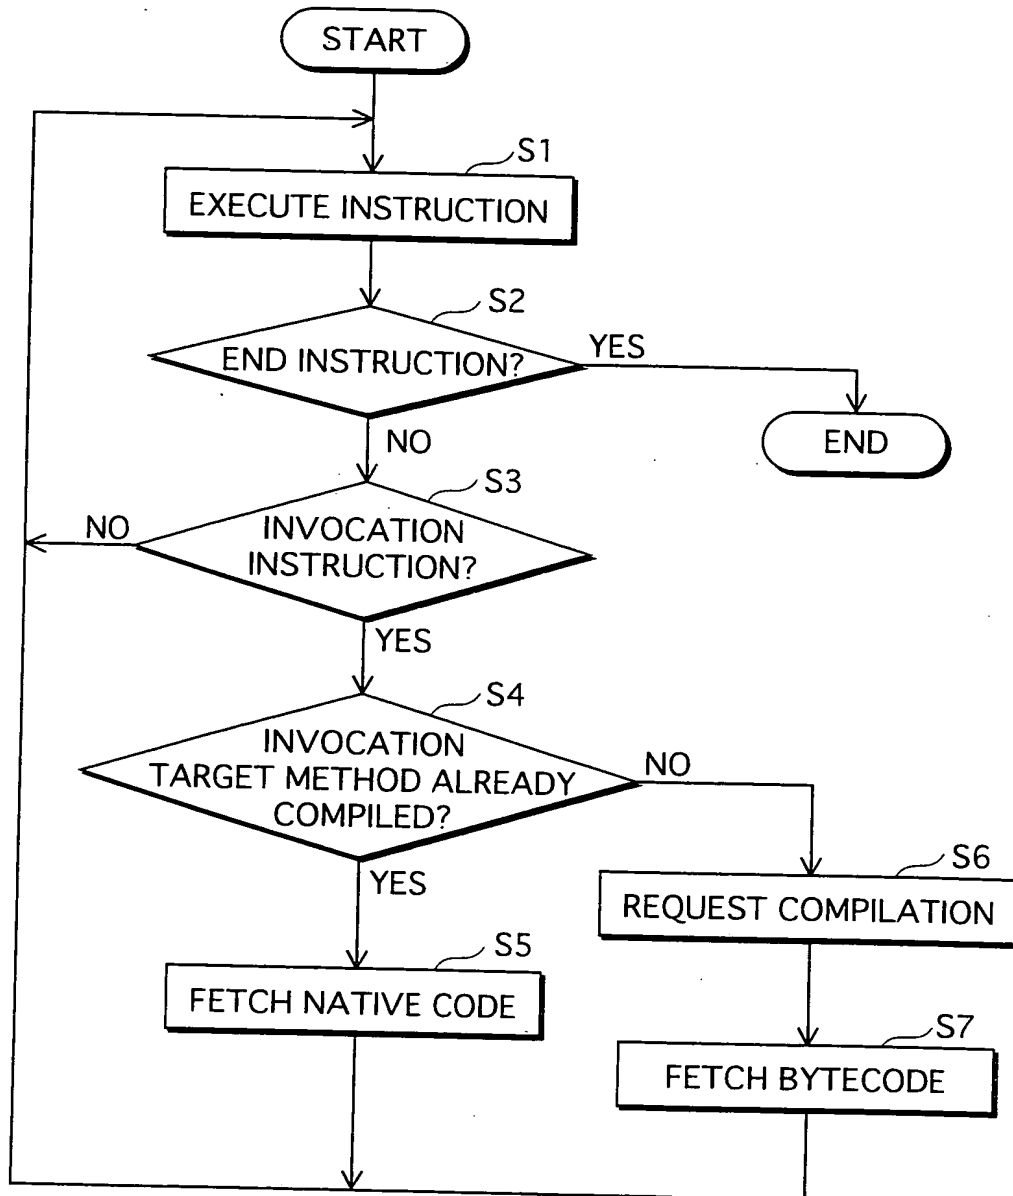 START
S1
EXECUTE INSTRUCTION
S2
END INSTRUCTION?
YES
END
NO
S3
INVOCATION
INSTRUCTION?
NO
YES
S4
INVOCATION
TARGET METHOD ALREADY
COMPILED?
NO
YES
S6
REQUEST COMPILATION
S5
FETCH NATIVE CODE
S7
FETCH BYTECODE